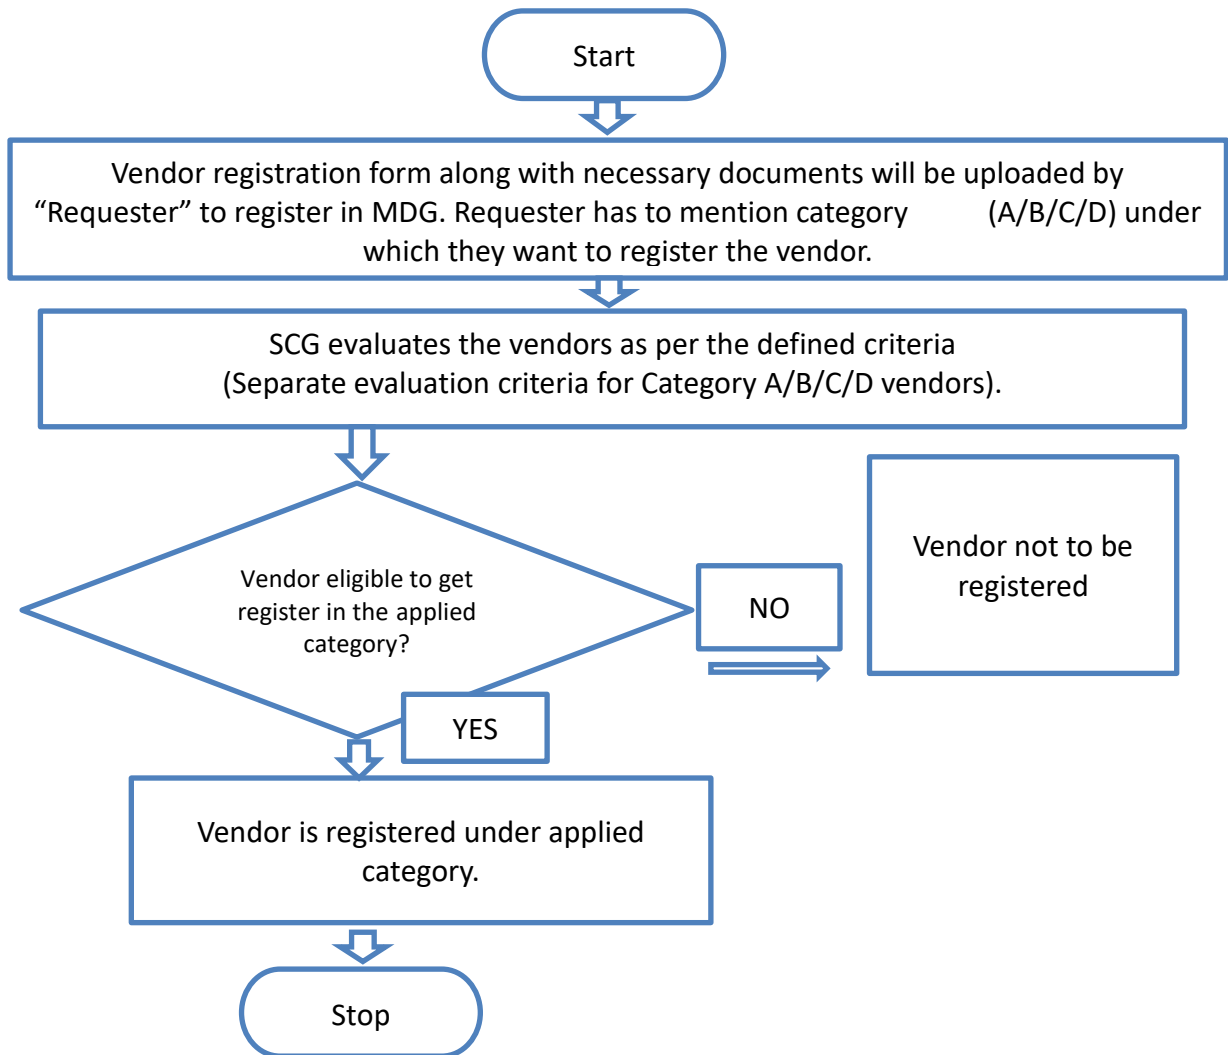 Start
Vendor registration form along with necessary documents will be uploaded by
“Requester” to register in MDG. Requester has to mention category (A/B/C/D) under
which they want to register the vendor.
SCG evaluates the vendors as per the defined criteria
(Separate evaluation criteria for Category A/B/C/D vendors).
Vendor eligible to get
register in the applied
category?
NO
Vendor not to be
registered
YES
Vendor is registered under applied
category.
Stop